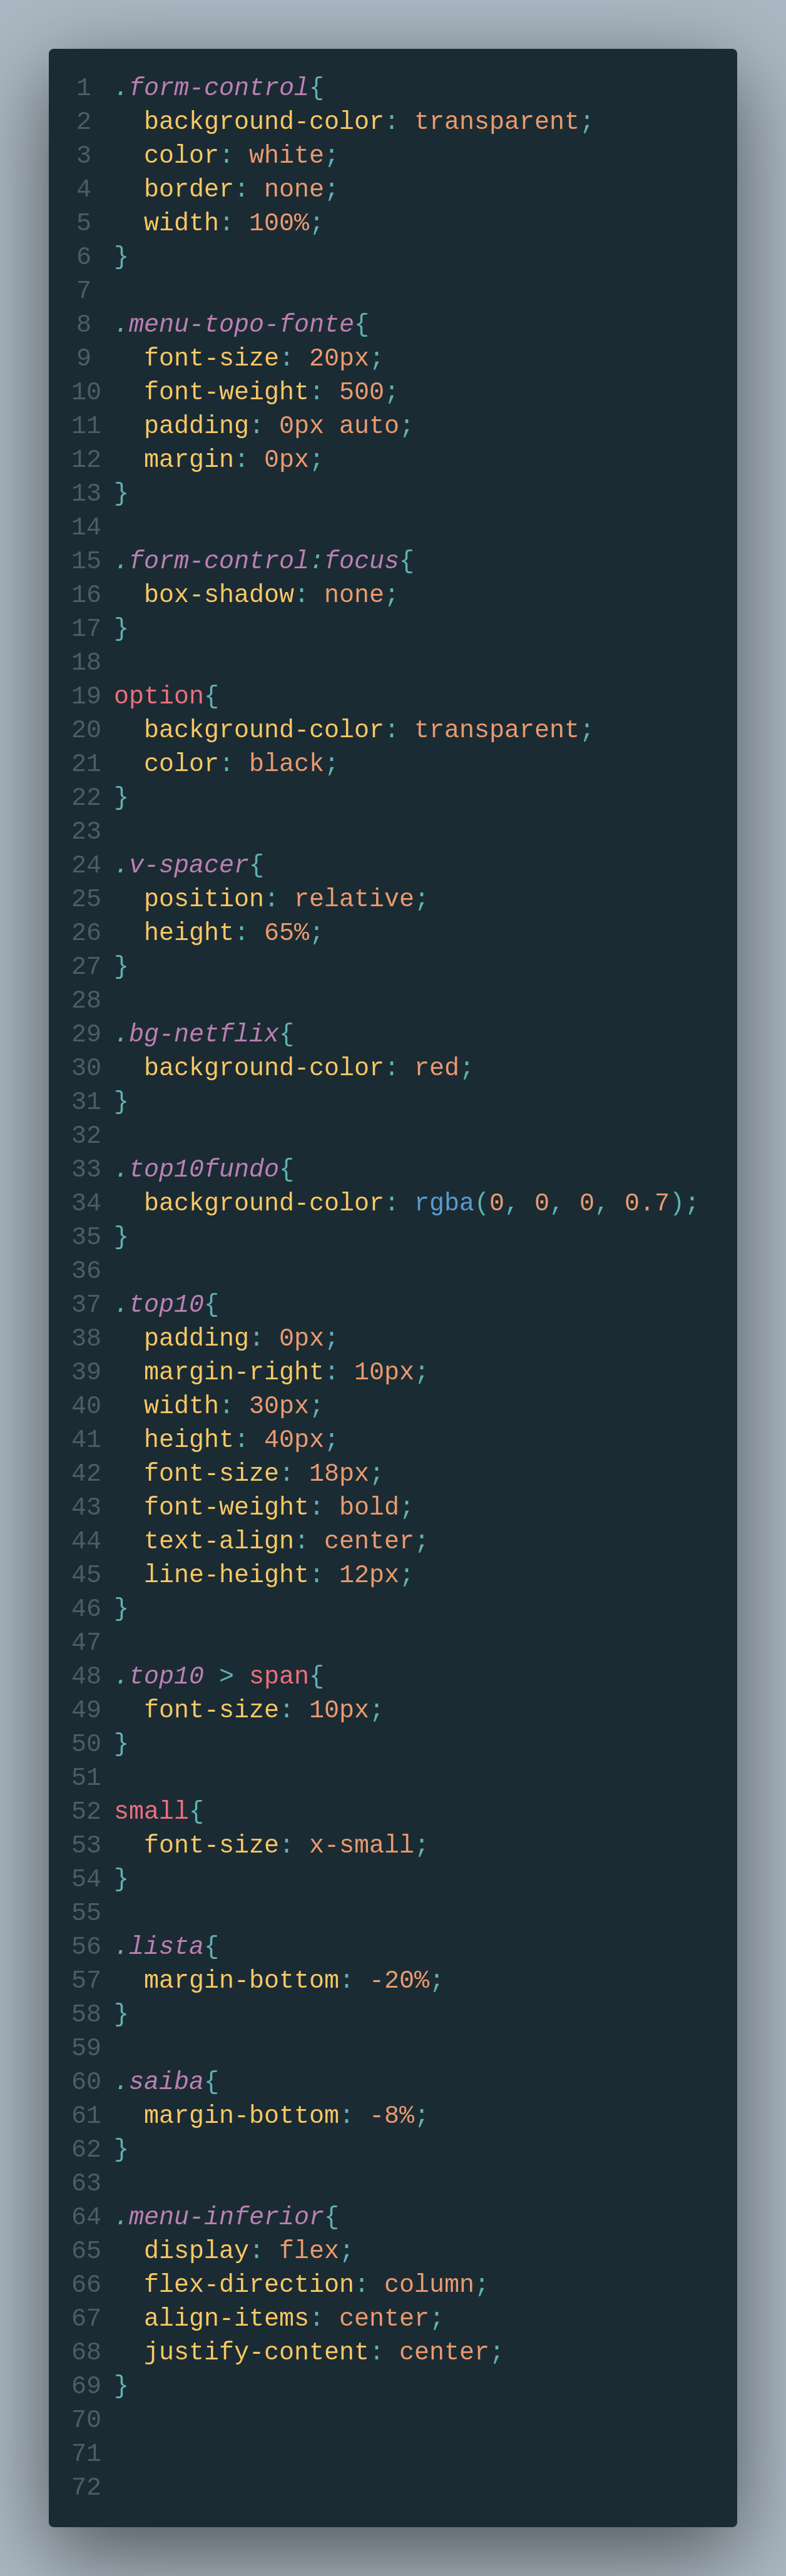 1 .form-control{
2   background-color: transparent;
3   color: white;
4   border: none;
5   width: 100%;
6 }
7
8 .menu-topo-fonte{
9   font-size: 20px;
10   font-weight: 500;
11   padding: 0px auto;
12   margin: 0px;
13 }
14
15 .form-control:focus{
16   box-shadow: none;
17 }
18
19 option{
20   background-color: transparent;
21   color: black;
22 }
23
24 .v-spacer{
25   position: relative;
26   height: 65%;
27 }
28
29 .bg-netflix{
30   background-color: red;
31 }
32
33 .top10fundo{
34   background-color: rgba(0, 0, 0, 0.7);
35 }
36
37 .top10{
38   padding: 0px;
39   margin-right: 10px;
40   width: 30px;
41   height: 40px;
42   font-size: 18px;
43   font-weight: bold;
44   text-align: center;
45   line-height: 12px;
46 }
47
48 .top10 > span{
49   font-size: 10px;
50 }
51
52 small{
53   font-size: x-small;
54 }
55
56 .lista{
57   margin-bottom: -20%;
58 }
59
60 .saiba{
61   margin-bottom: -8%;
62 }
63
64 .menu-inferior{
65   display: flex;
66   flex-direction: column;
67   align-items: center;
68   justify-content: center;
69 }
70
71
72